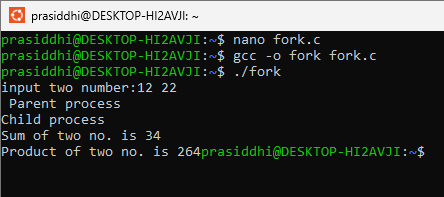 prasiddhi@DESKTOP-HI2AVJI: ~
prasiddhi@DESKTOP-HI2AVJI:~$ nano fork.c
prasiddhi@DESKTOP-HI2AVJI:~$ gcc -o fork fork.c
prasiddhi@DESKTOP-HI2AVJI:~$ ./fork
input two number:12 22
 Parent process
Child process
Sum of two no. is 34
Product of two no. is 264prasiddhi@DESKTOP-HI2AVJI:~$